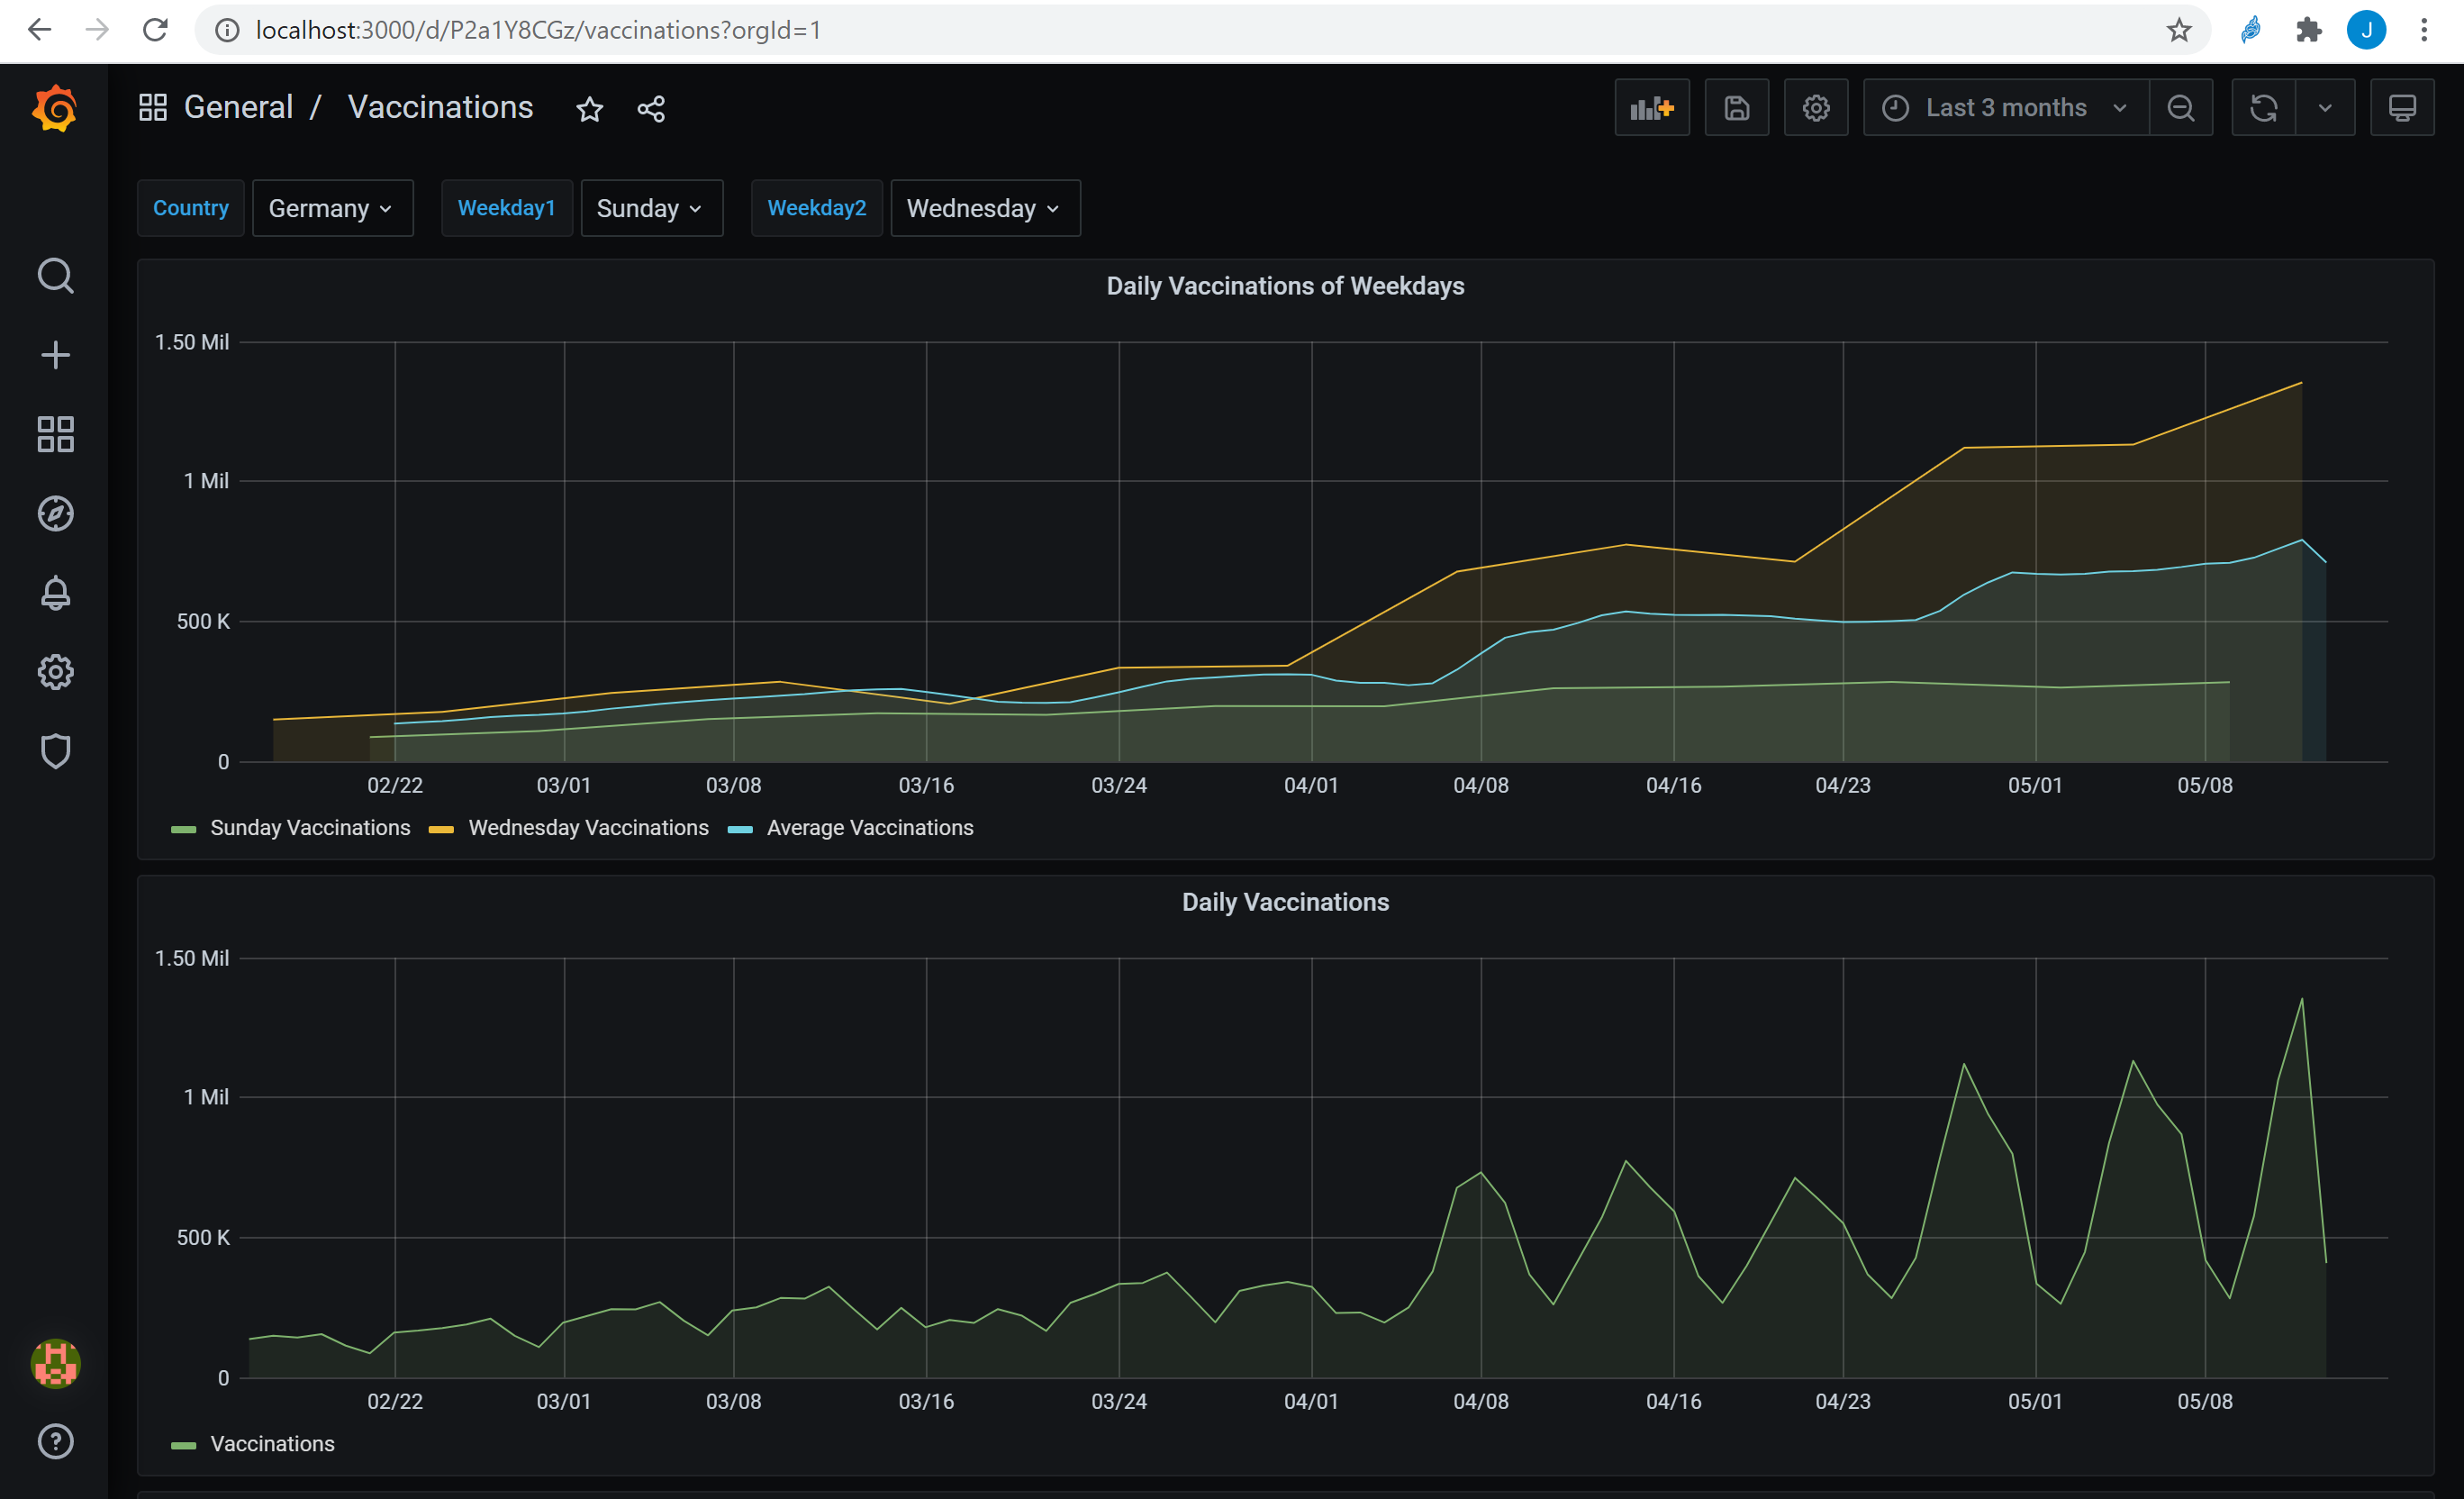 localhost:3000/d/P2a1Y8CGz/vaccinations?orgId=1
J
General / Vaccinations
Last 3 months
Country Germany Weekday1 Sunday Weekday2 Wednesday
Daily Vaccinations of Weekdays
1.50 Mil
1 Mil
500 K
0
02/22 03/01 03/08 03/16 03/24 04/01 04/08 04/16 04/23 05/01 05/08
Sunday Vaccinations Wednesday Vaccinations Average Vaccinations
Daily Vaccinations
1.50 Mil
1 Mil
500 K
0
02/22 03/01 03/08 03/16 03/24 04/01 04/08 04/16 04/23 05/01 05/08
Vaccinations